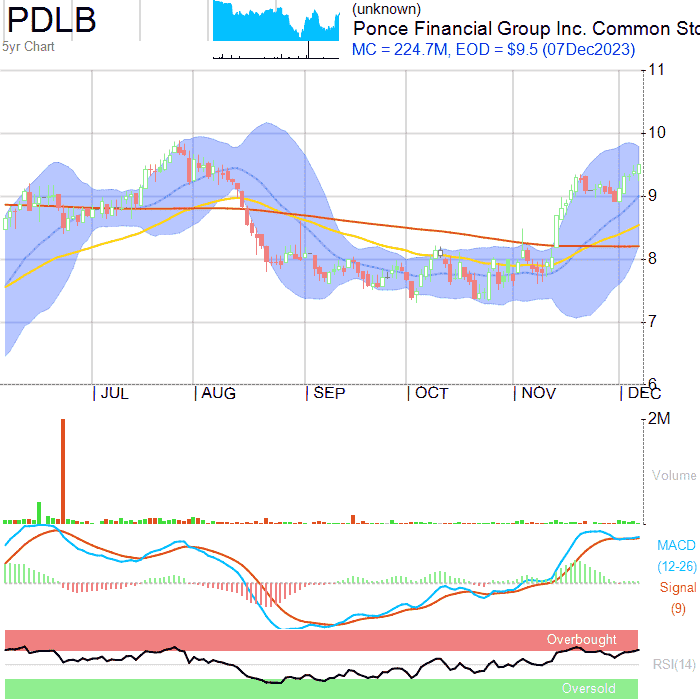 PDLB
5yr Chart
(unknown)
Ponce Financial Group Inc. Common Sto
MC = 224.7M, EOD = $9.5 (07Dec2023)
11
10
9
8
7
6
JUL AUG SEP OCT NOV DEC
2M
Volume
MACD
(12-26)
Signal
(9)
Overbought
RSI(14)
Oversold